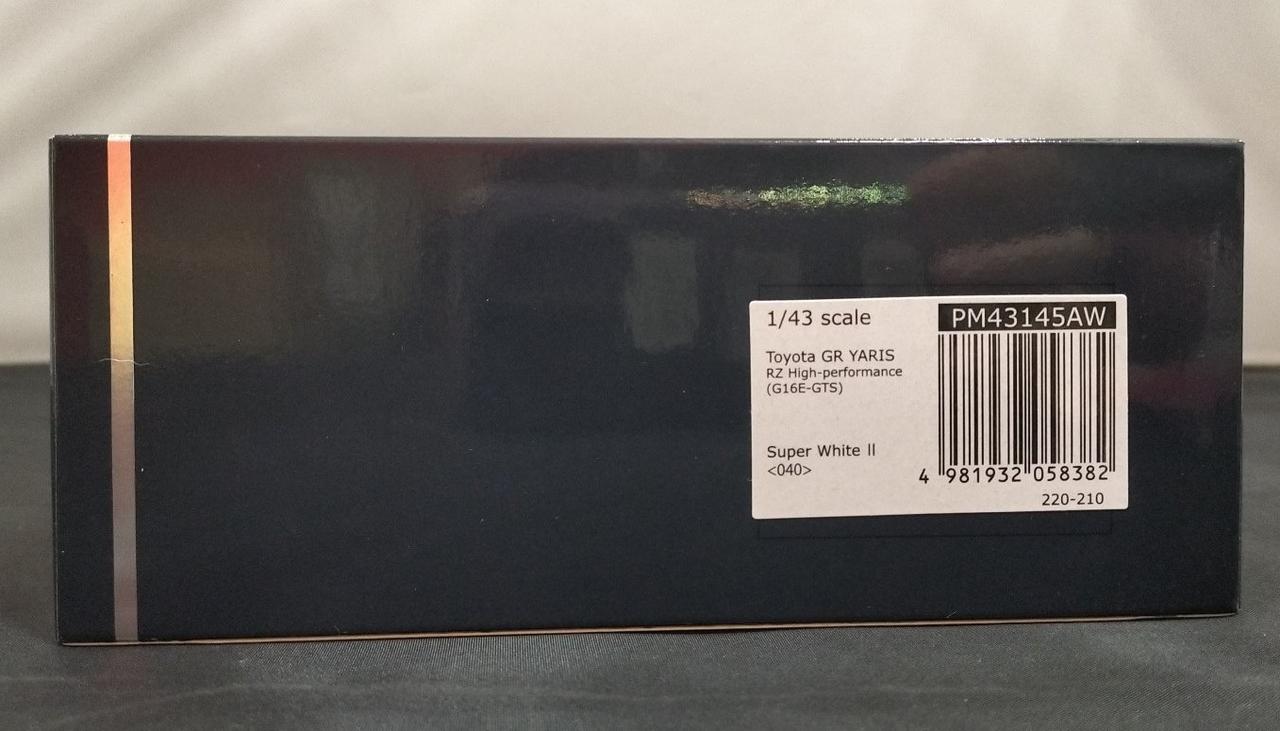 1/43 scale
PM43145AW
Toyota GR YARIS
RZ High-performance
(G16E-GTS)
Super White II
<040>
4 981932 058382
220-210